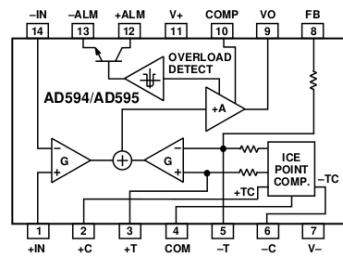 –IN –ALM +ALM V+ COMP VO FB
14 13 12 11 10 9 8
OVERLOAD
DETECT
AD594/AD595
+A
– – ICE
G G POINT
+ + COMP.
+TC –TC
1 2 3 4 5 6 7
+IN +C +T COM –T –C V–